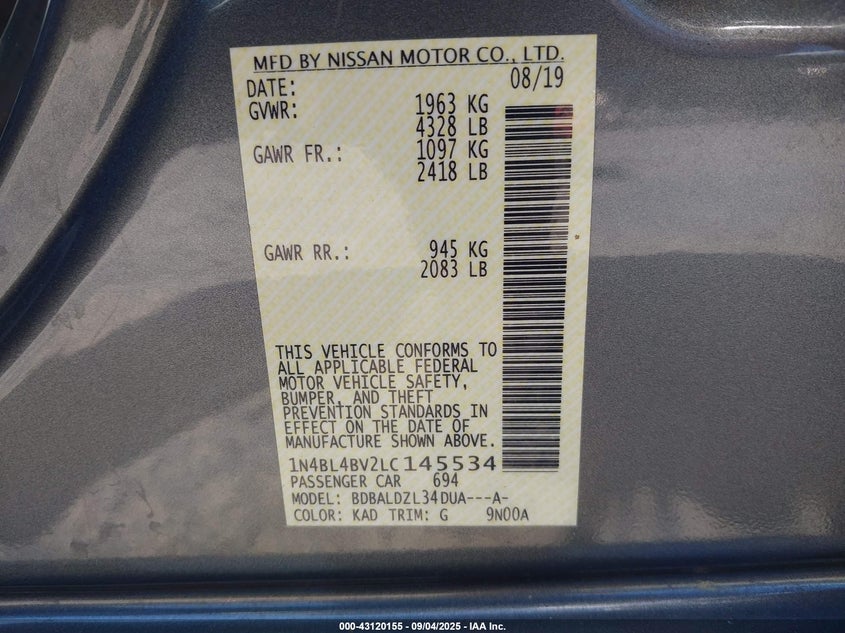 MFD BY NISSAN MOTOR CO., LTD.
DATE: 08/19
GVWR: 1963 KG
4328 LB
GAWR FR.: 1097 KG
2418 LB
GAWR RR.: 945 KG
2083 LB
THIS VEHICLE CONFORMS TO
ALL APPLICABLE FEDERAL
MOTOR VEHICLE SAFETY,
BUMPER, AND THEFT
PREVENTION STANDARDS IN
EFFECT ON THE DATE OF
MANUFACTURE SHOWN ABOVE.
1N4BL4BV2LC145534
PASSENGER CAR 694
MODEL: BDBALDZL34DUA---A-
COLOR: KAD TRIM: G 9N00A
000-43120155 - 09/04/2025 - IAA Inc.